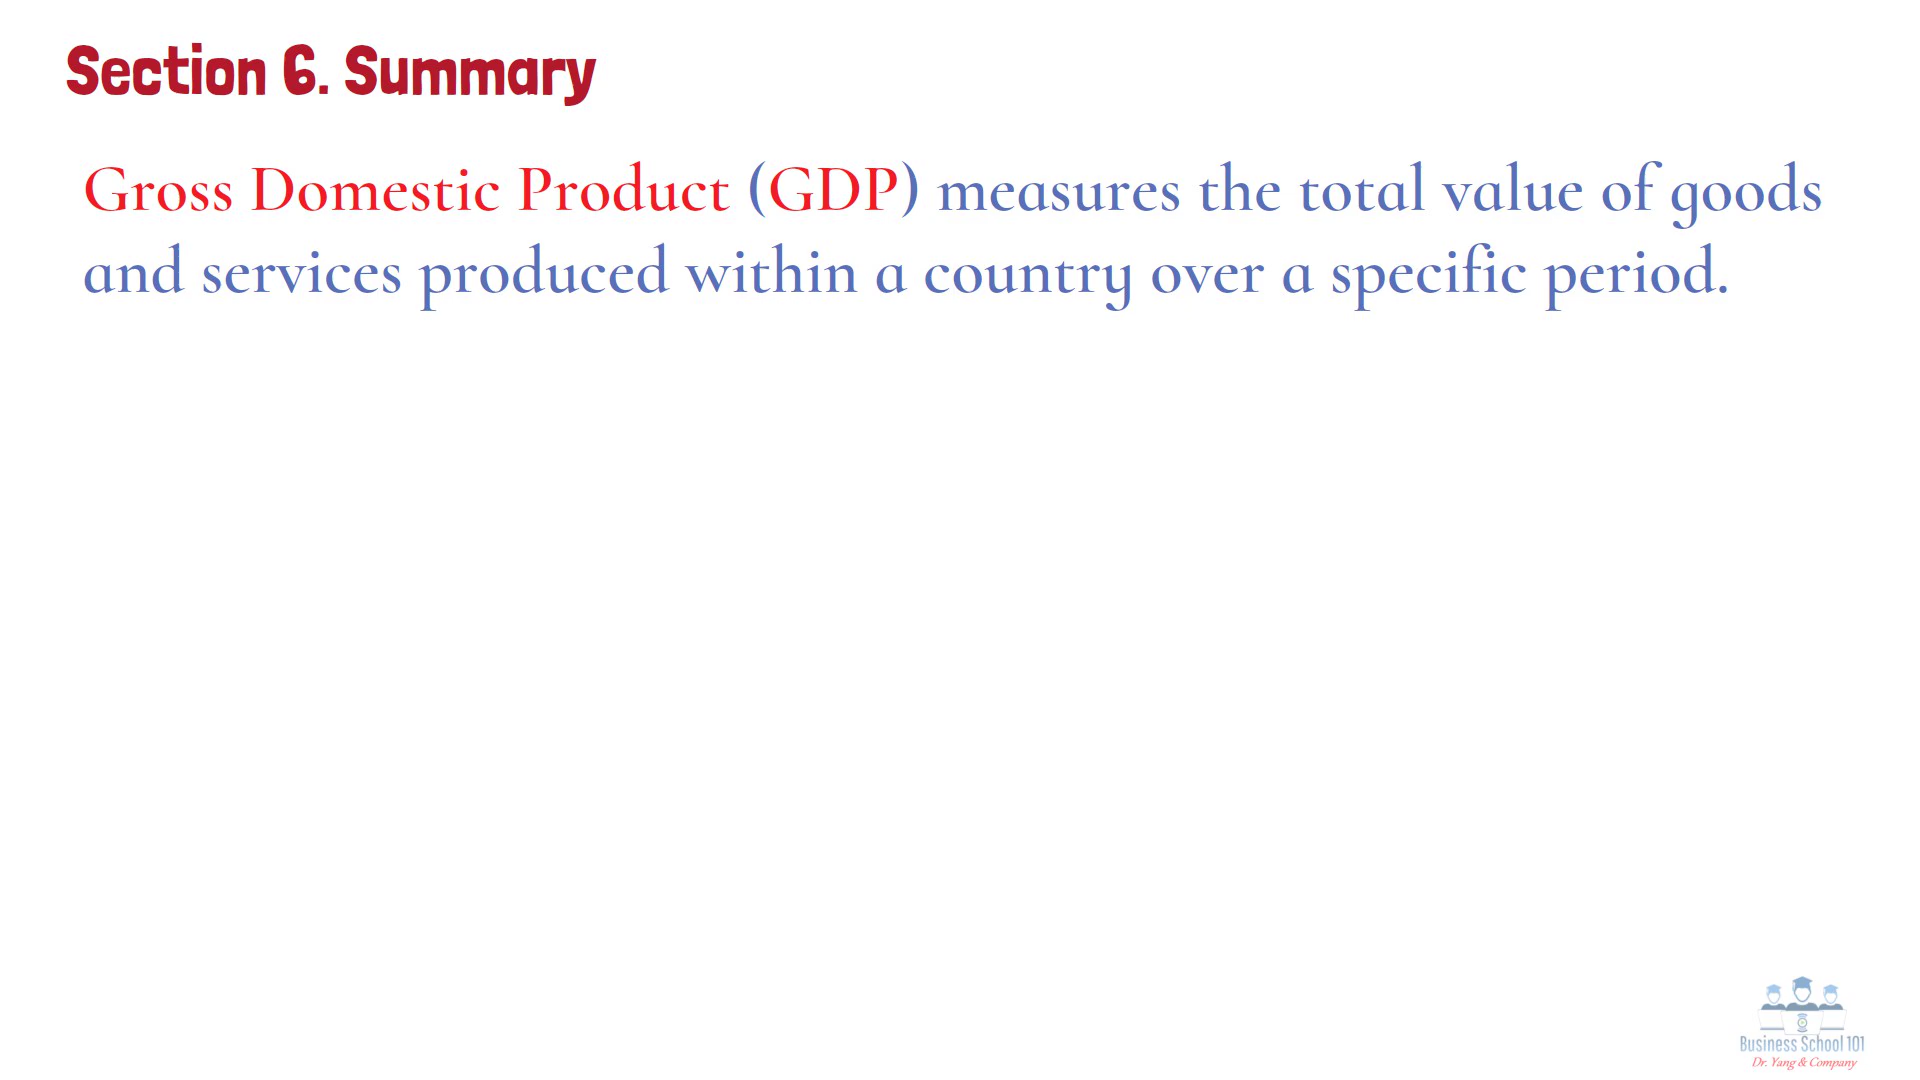 Section 6. Summary
Gross Domestic Product (GDP) measures the total value of goods
and services produced within a country over a specific period.
Business School 101
Dr. Yang & Company